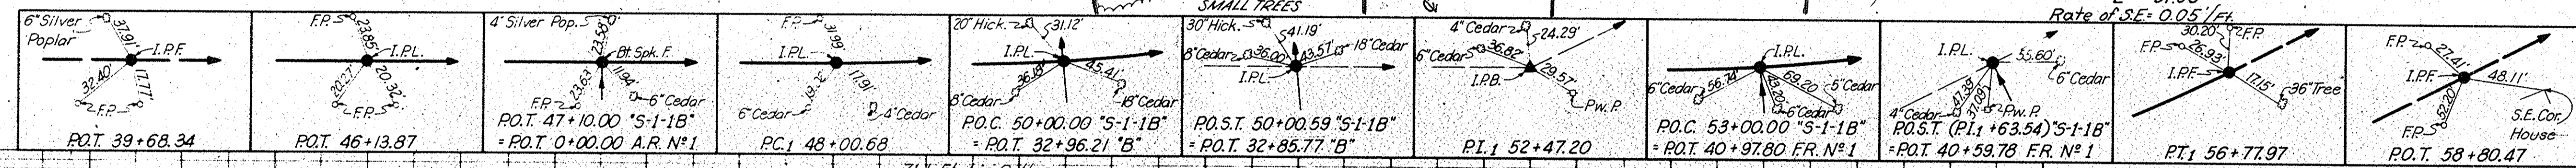 SMALL TREES
Rate of S.E.= 0.05'/Ft.
6" Silver
Poplar
37.91'
I.P.F.
32.40'
17.77'
F.P.
P.O.T. 39+68.34
F.P.
23.85'
I.P.L.
20.27'
20.32'
F.P.
P.O.T. 46+13.87
4' Silver Pop.
23.58'
Bt. Spk. F.
23.63'
11.94'
F.P.
6" Cedar
P.O.T. 47+10.00 "S-1-1B"
= P.O.T. 0+00.00 A.R. Nº 1
F.P.
31.99'
I.P.L.
19.12'
17.91'
6" Cedar
4" Cedar
P.C.1 48+00.68
20" Hick.
31.12'
I.P.L.
36.18'
45.41'
8" Cedar
18" Cedar
P.O.C. 50+00.00 "S-1-1B"
= P.O.T. 32+96.21 "B"
30" Hick.
41.19'
8" Cedar
36.00'
43.57'
18" Cedar
I.P.L.
P.O.S.T. 50+00.59 "S-1-1B"
= P.O.T. 32+85.77 "B"
4" Cedar
24.29'
6" Cedar
36.82'
I.P.B.
29.57'
Pw. P.
P.I.1 52+47.20
I.P.L.
6" Cedar
56.74'
43.20'
69.20'
5" Cedar
6" Cedar
P.O.C. 53+00.00 "S-1-1B"
= P.O.T. 40+97.80 F.R. Nº 1
I.P.L.
55.60'
6" Cedar
47.39'
37.09'
4" Cedar
Pw. P.
P.O.S.T. (P.I.1 +63.54) "S-1-1B"
= P.O.T. 40+59.78 F.R. Nº 1
30.20'
F.P.
F.P.
26.93'
I.P.F.
17.15'
36" Tree
P.T.1 56+77.97
F.P.
27.41'
I.P.F.
48.11'
52.20'
F.P.
S.E. Cor.
House
P.O.T. 58+80.47